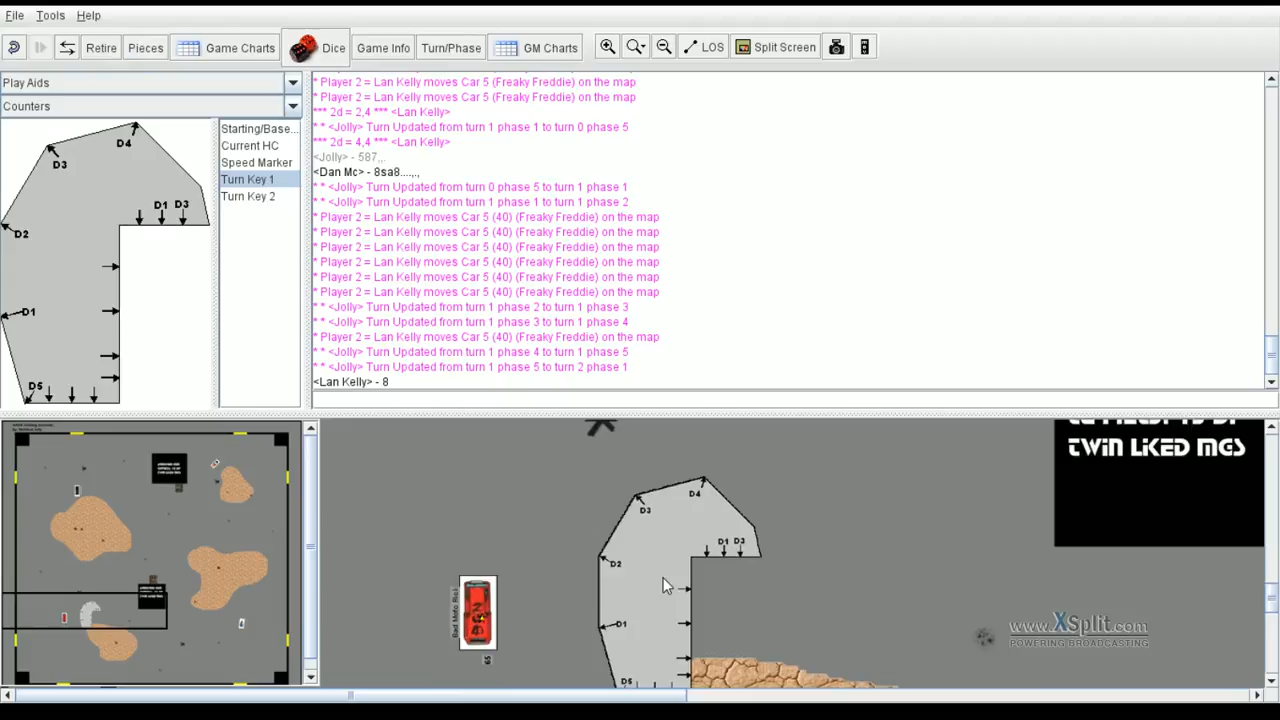 File Tools Help
Retire Pieces Game Charts Dice Game Info Turn/Phase GM Charts LOS Split Screen
Play Aids
Counters
Starting/Base...
Current HC
Speed Marker
Turn Key 1
Turn Key 2
D4
D3
D1 D3
D2
D1
D5
* Player 2 = Lan Kelly moves Car 5 (Freaky Freddie) on the map
* Player 2 = Lan Kelly moves Car 5 (Freaky Freddie) on the map
*** 2d = 2,4 *** <Lan Kelly>
* * <Jolly> Turn Updated from turn 1 phase 1 to turn 0 phase 5
*** 2d = 4,4 *** <Lan Kelly>
<Jolly> - 587,,.
<Dan Mc> - 8sa8....,.,
* * <Jolly> Turn Updated from turn 0 phase 5 to turn 1 phase 1
* * <Jolly> Turn Updated from turn 1 phase 1 to turn 1 phase 2
* Player 2 = Lan Kelly moves Car 5 (40) (Freaky Freddie) on the map
* Player 2 = Lan Kelly moves Car 5 (40) (Freaky Freddie) on the map
* Player 2 = Lan Kelly moves Car 5 (40) (Freaky Freddie) on the map
* Player 2 = Lan Kelly moves Car 5 (40) (Freaky Freddie) on the map
* Player 2 = Lan Kelly moves Car 5 (40) (Freaky Freddie) on the map
* Player 2 = Lan Kelly moves Car 5 (40) (Freaky Freddie) on the map
* * <Jolly> Turn Updated from turn 1 phase 2 to turn 1 phase 3
* * <Jolly> Turn Updated from turn 1 phase 3 to turn 1 phase 4
* Player 2 = Lan Kelly moves Car 5 (40) (Freaky Freddie) on the map
* * <Jolly> Turn Updated from turn 1 phase 4 to turn 1 phase 5
* * <Jolly> Turn Updated from turn 1 phase 5 to turn 2 phase 1
<Lan Kelly> - 8
TWIN LIKED MGS
D4
D3
D1 D3
D2
D1
D5
www.XSplit.com
POWERING BROADCASTING